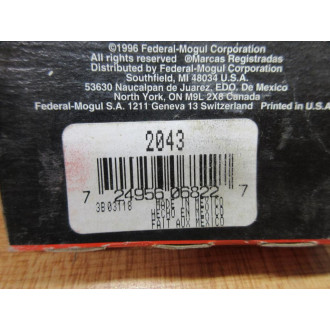 ©1996 Federal-Mogul Corporation
All rights reserved ®Marcas Registradas
Distributed by Federal-Mogul Corporation
Southfield, MI 48034 U.S.A.
53630 Naucalpan de Juarez, EDO. De Mexico
North York, ON M9L 2X6 Canada
Federal-Mogul S.A. 1211 Geneva 13 Switzerland Printed in U.S.A
2043
7 24956 06822 7
3B03118
MADE IN MEXICO
HECHO EN MEXICO
FAIT AUX MEXICO